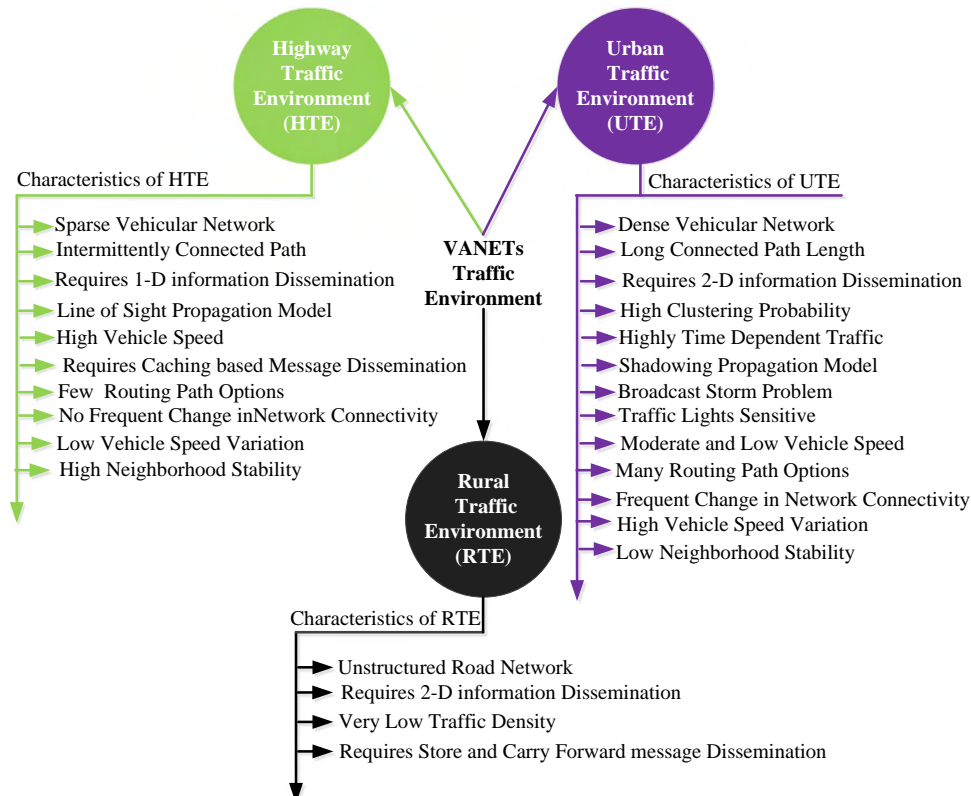 Highway
Traffic
Environment
(HTE)
Urban
Traffic
Environment
(UTE)
Characteristics of HTE
Sparse Vehicular Network
Intermittently Connected Path
Requires 1-D information Dissemination
Line of Sight Propagation Model
High Vehicle Speed
Requires Caching based Message Dissemination
Few Routing Path Options
No Frequent Change inNetwork Connectivity
Low Vehicle Speed Variation
High Neighborhood Stability
VANETs
Traffic
Environment
Characteristics of UTE
Dense Vehicular Network
Long Connected Path Length
Requires 2-D information Dissemination
High Clustering Probability
Highly Time Dependent Traffic
Shadowing Propagation Model
Broadcast Storm Problem
Traffic Lights Sensitive
Moderate and Low Vehicle Speed
Many Routing Path Options
Frequent Change in Network Connectivity
High Vehicle Speed Variation
Low Neighborhood Stability
Rural
Traffic
Environment
(RTE)
Characteristics of RTE
Unstructured Road Network
Requires 2-D information Dissemination
Very Low Traffic Density
Requires Store and Carry Forward message Dissemination